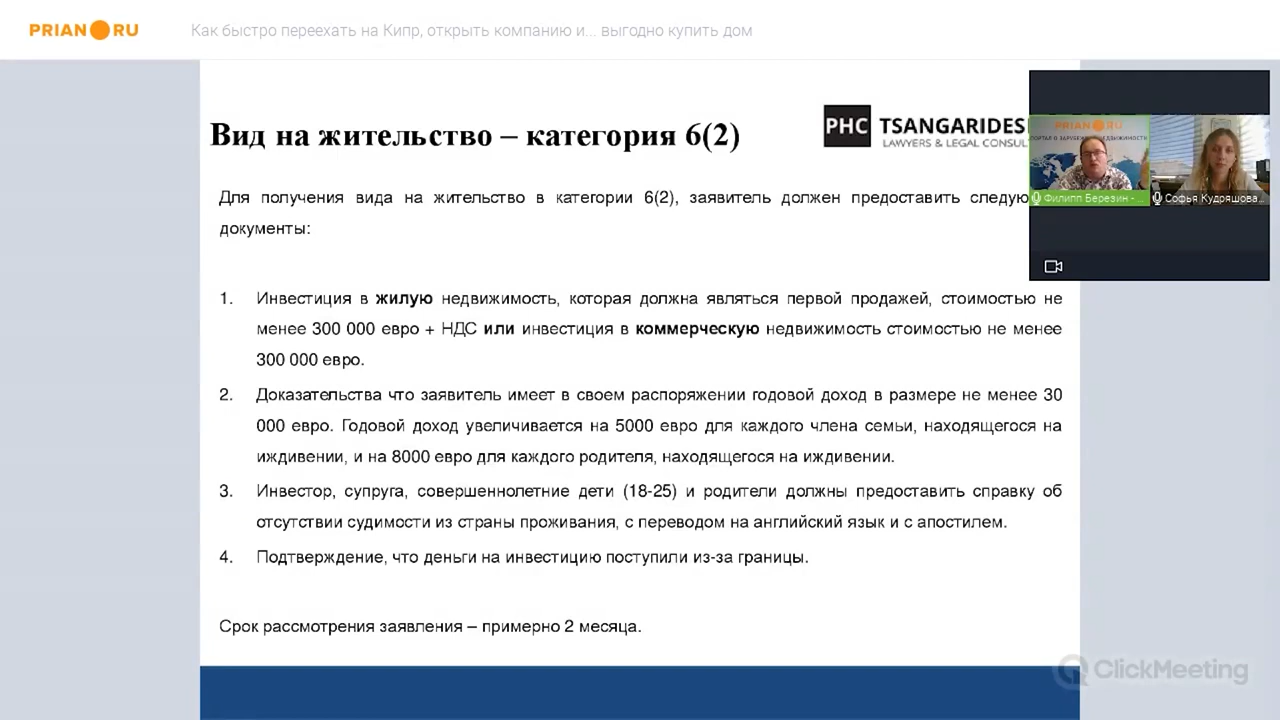 PRIAN RU
Как быстро переехать на Кипр, открыть компанию и... выгодно купить дом
Вид на жительство – категория 6(2)
PHC TSANGARIDES
LAWYERS & LEGAL CONSUL
PRIAN RU
Филипп Березин - ...
Софья Кудряшова...
Для получения вида на жительство в категории 6(2), заявитель должен предоставить следую
документы:
1. Инвестиция в жилую недвижимость, которая должна являться первой продажей, стоимостью не
менее 300 000 евро + НДС или инвестиция в коммерческую недвижимость стоимостью не менее
300 000 евро.
2. Доказательства что заявитель имеет в своем распоряжении годовой доход в размере не менее 30
000 евро. Годовой доход увеличивается на 5000 евро для каждого члена семьи, находящегося на
иждивении, и на 8000 евро для каждого родителя, находящегося на иждивении.
3. Инвестор, супруга, совершеннолетние дети (18-25) и родители должны предоставить справку об
отсутствии судимости из страны проживания, с переводом на английский язык и с апостилем.
4. Подтверждение, что деньги на инвестицию поступили из-за границы.
Срок рассмотрения заявления – примерно 2 месяца.
ClickMeeting